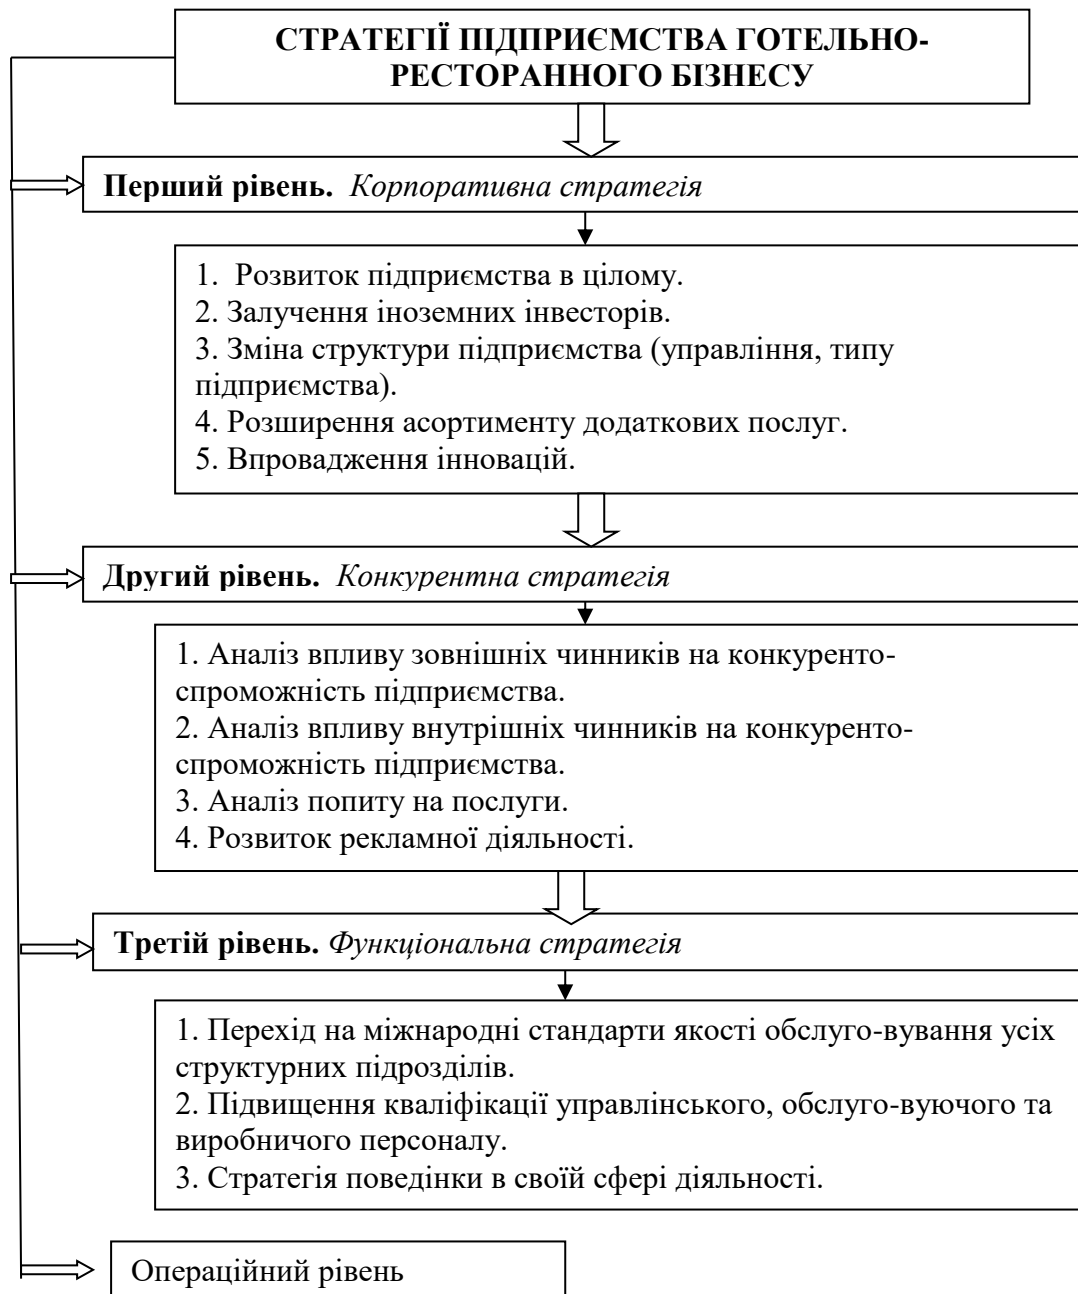 СТРАТЕГІЇ ПІДПРИЄМСТВА ГОТЕЛЬНО-
РЕСТОРАННОГО БІЗНЕСУ
Перший рівень. Корпоративна стратегія
1. Розвиток підприємства в цілому.
2. Залучення іноземних інвесторів.
3. Зміна структури підприємства (управління, типу
підприємства).
4. Розширення асортименту додаткових послуг.
5. Впровадження інновацій.
Другий рівень. Конкурентна стратегія
1. Аналіз впливу зовнішніх чинників на конкуренто-
спроможність підприємства.
2. Аналіз впливу внутрішніх чинників на конкуренто-
спроможність підприємства.
3. Аналіз попиту на послуги.
4. Розвиток рекламної діяльності.
Третій рівень. Функціональна стратегія
1. Перехід на міжнародні стандарти якості обслуго-вування усіх
структурних підрозділів.
2. Підвищення кваліфікації управлінського, обслуго-вуючого та
виробничого персоналу.
3. Стратегія поведінки в своїй сфері діяльності.
Операційний рівень